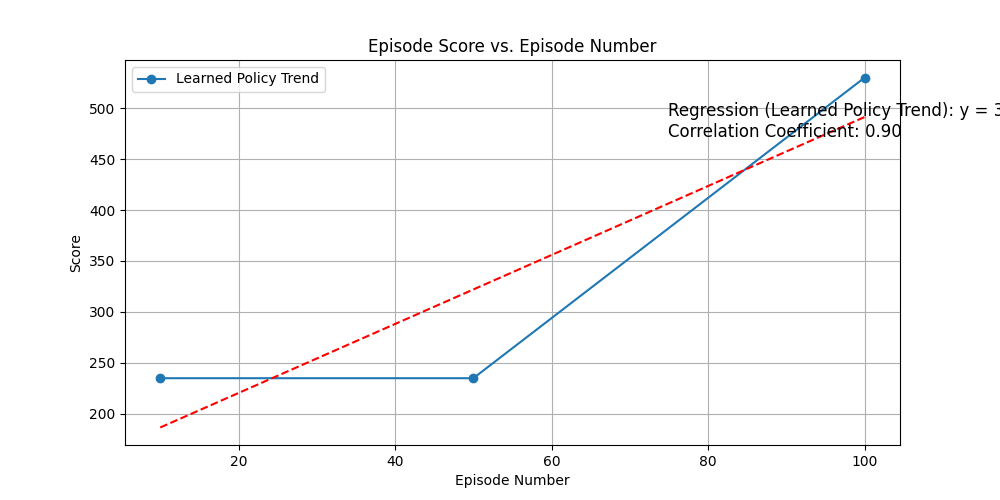 Episode Score vs. Episode Number
Learned Policy Trend
Regression (Learned Policy Trend): y = 3
Correlation Coefficient: 0.90
Score
500
450
400
350
300
250
200
20 40 60 80 100
Episode Number